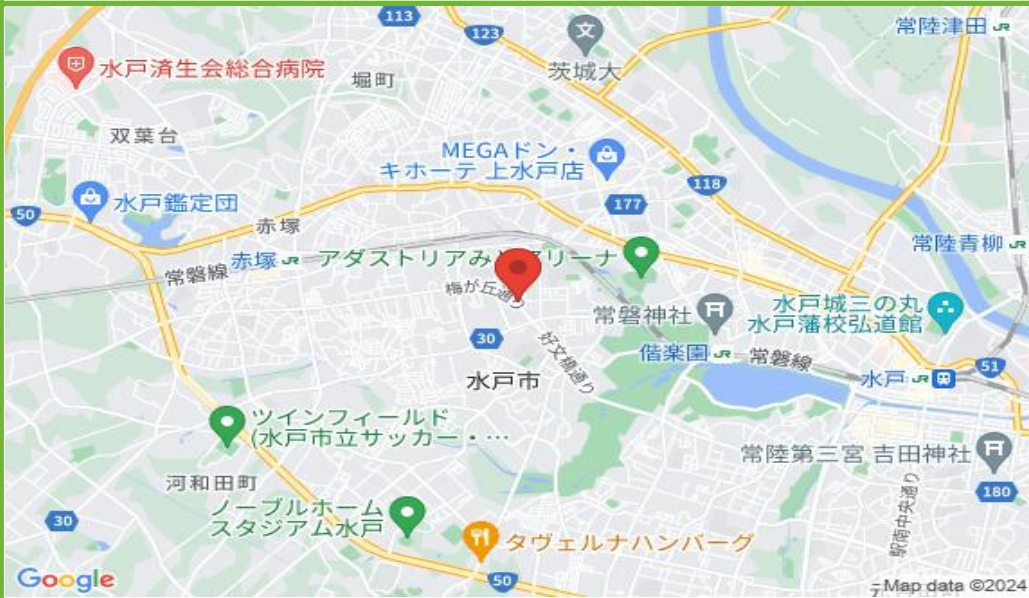 113
123
常陸津田
水戸済生会総合病院
堀町
茨城大
双葉台
MEGAドン・
キホーテ 上水戸店
118
177
水戸鑑定団
50
赤塚
赤塚
常磐線
アダストリアみ
アリーナ
常陸青柳
梅が丘通り
常磐神社
水戸城三の丸
水戸藩校弘道館
30
好文橋通り
偕楽園
常磐線
51
水戸
水戸市
ツインフィールド
(水戸市立サッカー・…
常陸第三宮 吉田神社
河和田町
180
30
ノーブルホーム
スタジアム水戸
タヴェルナハンバーグ
駅南中央通り
50
Google
Map data ©2024